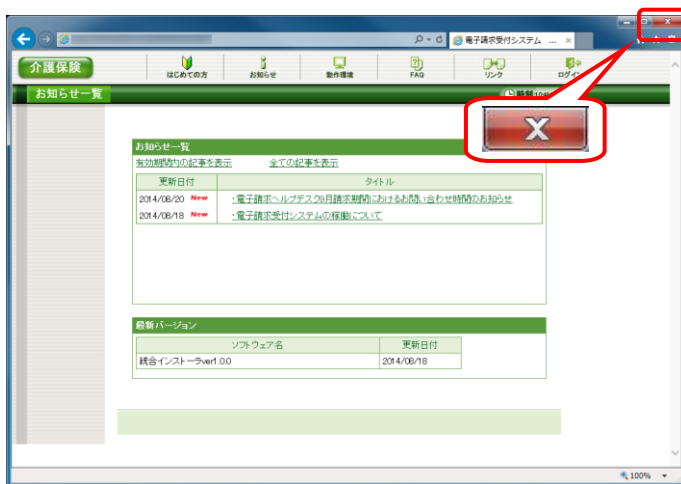 電子請求受付システム ...
介護保険
はじめての方
お知らせ
動作環境
FAQ
リンク
お知らせ一覧
お知らせ一覧
有効期間内の記事を表示 全ての記事を表示
更新日付 タイトル
2014/08/20 New ・電子請求ヘルプデスク9月請求期間におけるお問い合わせ時間のお知らせ
2014/08/18 New ・電子請求受付システムの稼働について
最新バージョン
ソフトウェア名 更新日付
統合インストーラver1.0.0 2014/08/18
100%